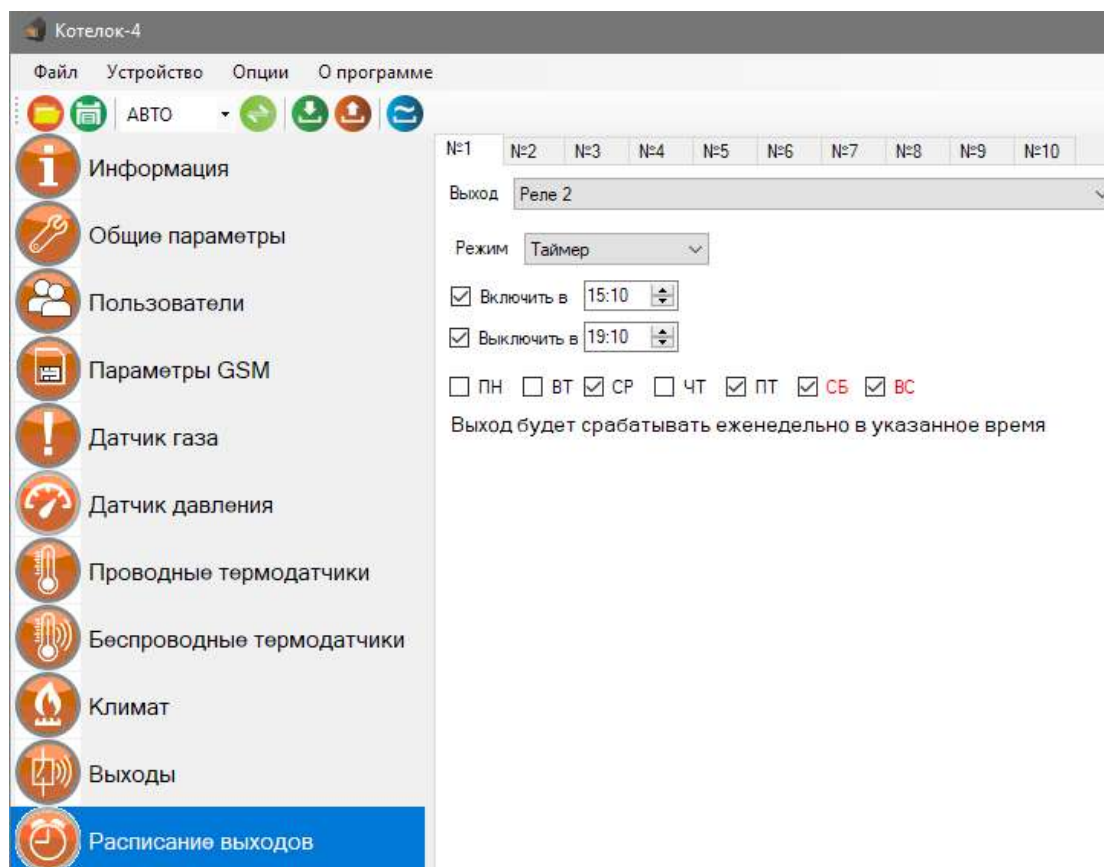 Котелок-4
Файл Устройство Опции О программе
АВТО
Информация
Общие параметры
Пользователи
Параметры GSM
Датчик газа
Датчик давления
Проводные термодатчики
Беспроводные термодатчики
Климат
Выходы
Расписание выходов
№1 №2 №3 №4 №5 №6 №7 №8 №9 №10
Выход Реле 2
Режим Таймер
Включить в 15:10
Выключить в 19:10
ПН ВТ СР ЧТ ПТ СБ ВС
Выход будет срабатывать еженедельно в указанное время